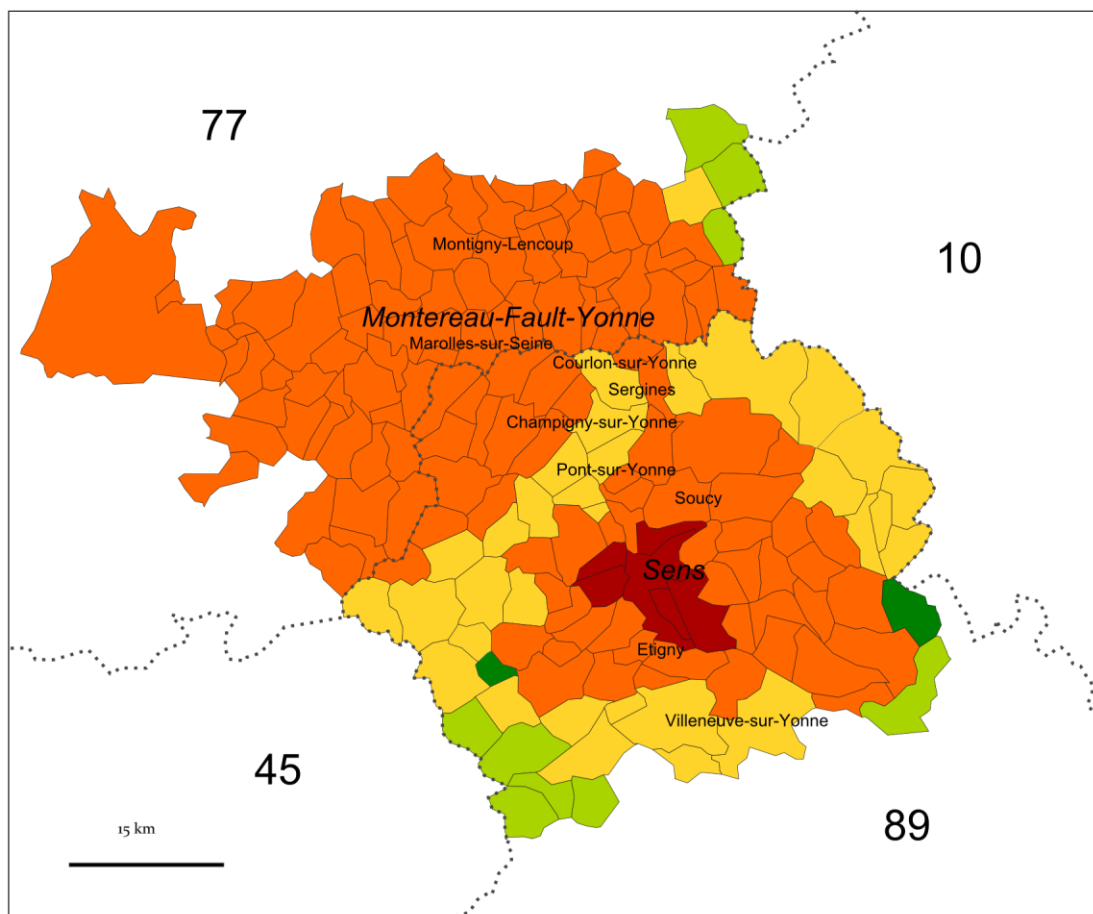 77
Montigny-Lencoup
10
Montereau-Fault-Yonne
Marolles-sur-Seine
Courlon-sur-Yonne
Sergines
Champigny-sur-Yonne
Pont-sur-Yonne
Soucy
Sens
Etigny
Villeneuve-sur-Yonne
45
89
15 km